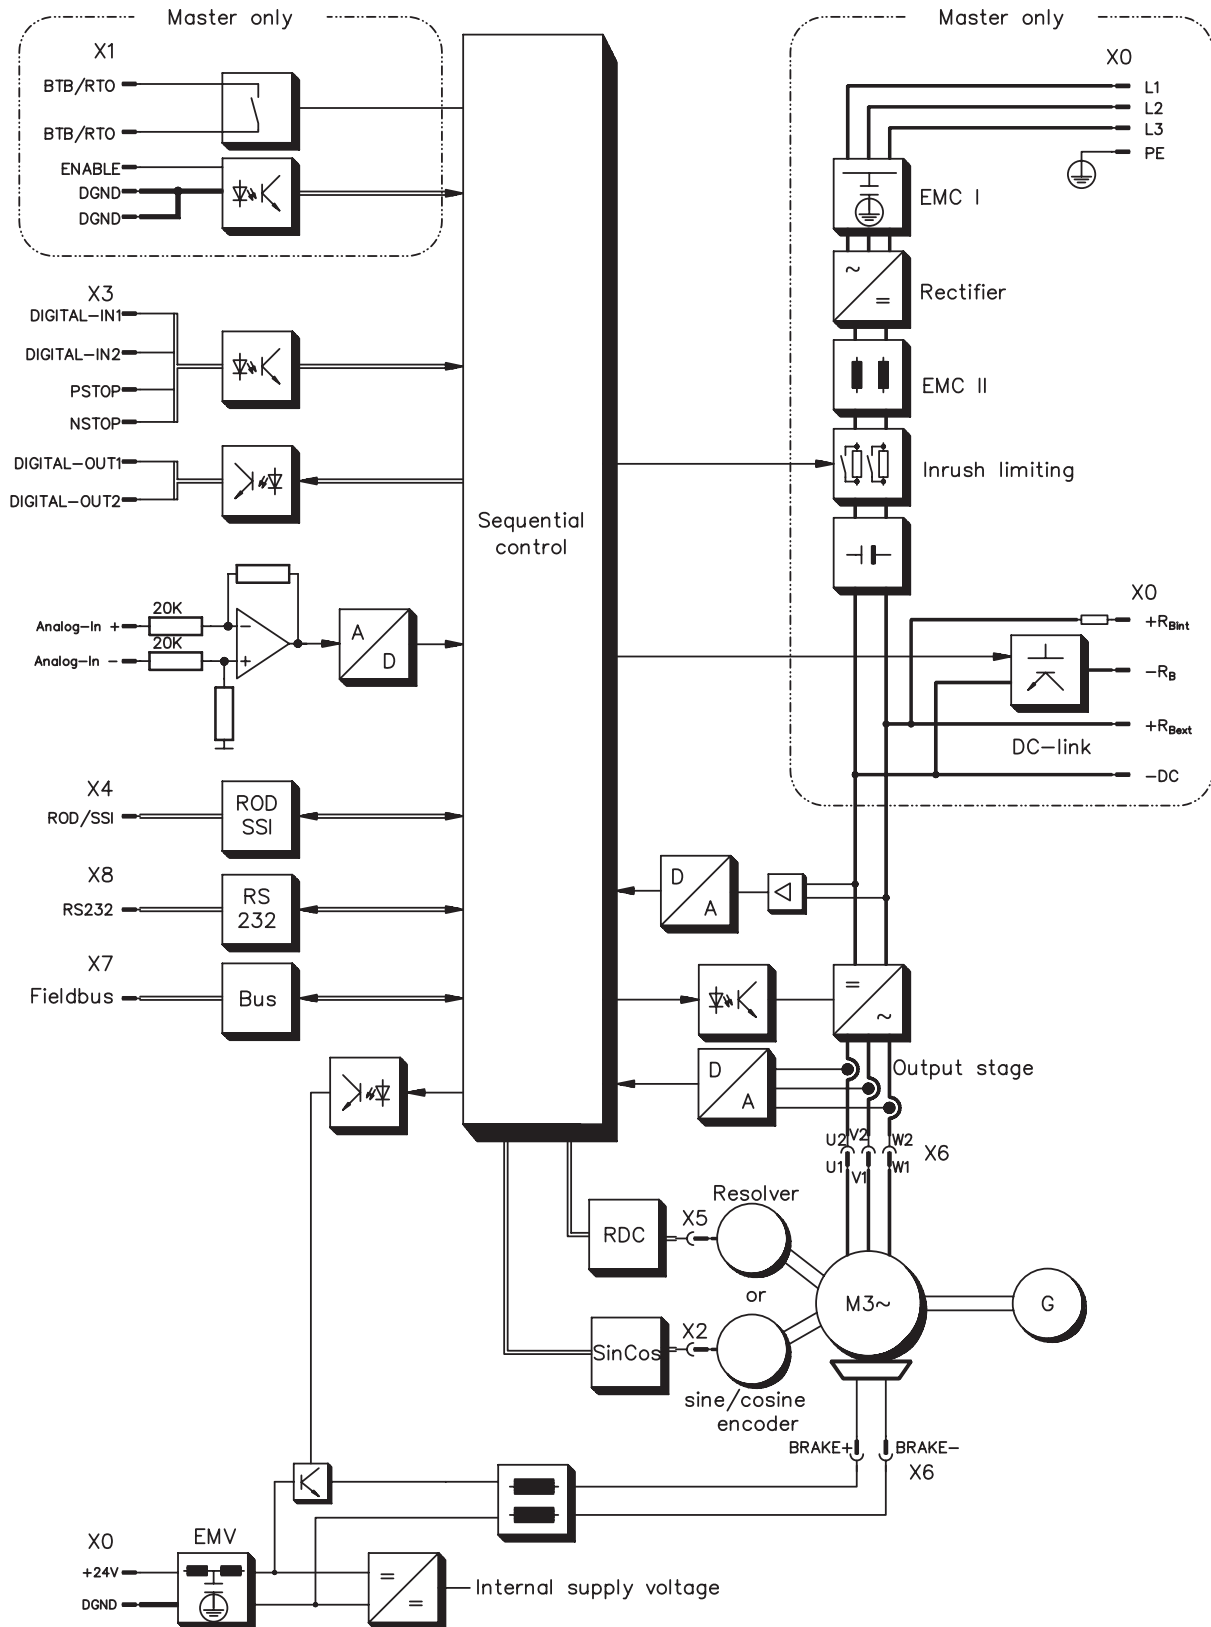 Master only
X1
BTB/RTO
BTB/RTO
ENABLE
DGND
DGND
X3
DIGITAL-IN1
DIGITAL-IN2
PSTOP
NSTOP
DIGITAL-OUT1
DIGITAL-OUT2
20K
Analog-In +
20K
Analog-In -
-
+
A
D
X4
ROD/SSI
ROD
SSI
X8
RS232
RS
232
X7
Fieldbus
Bus
Sequential
control
Master only
X0
L1
L2
L3
PE
EMC I
~
=
Rectifier
EMC II
Inrush limiting
X0
+RBint
-RB
+RBext
DC-link
-DC
D
A
=
~
Output stage
D
A
U2
V2
W2
X6
U1
V1
W1
Resolver
RDC
X5
or
M3~
G
SinCos
X2
sine/cosine
encoder
BRAKE+
BRAKE-
X6
X0
EMV
+24V
DGND
=
=
Internal supply voltage